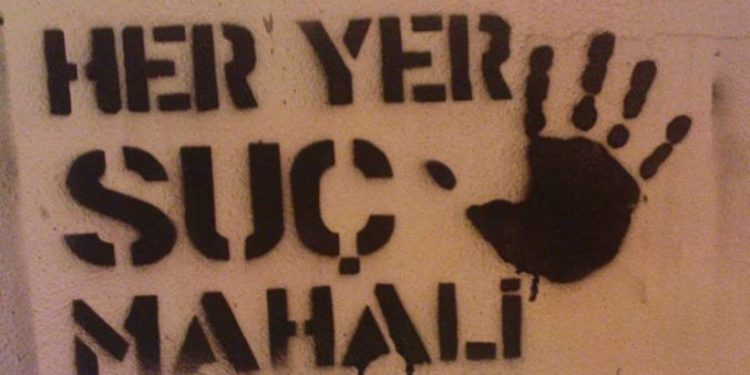 HER YER
SUÇ
MAHALİ